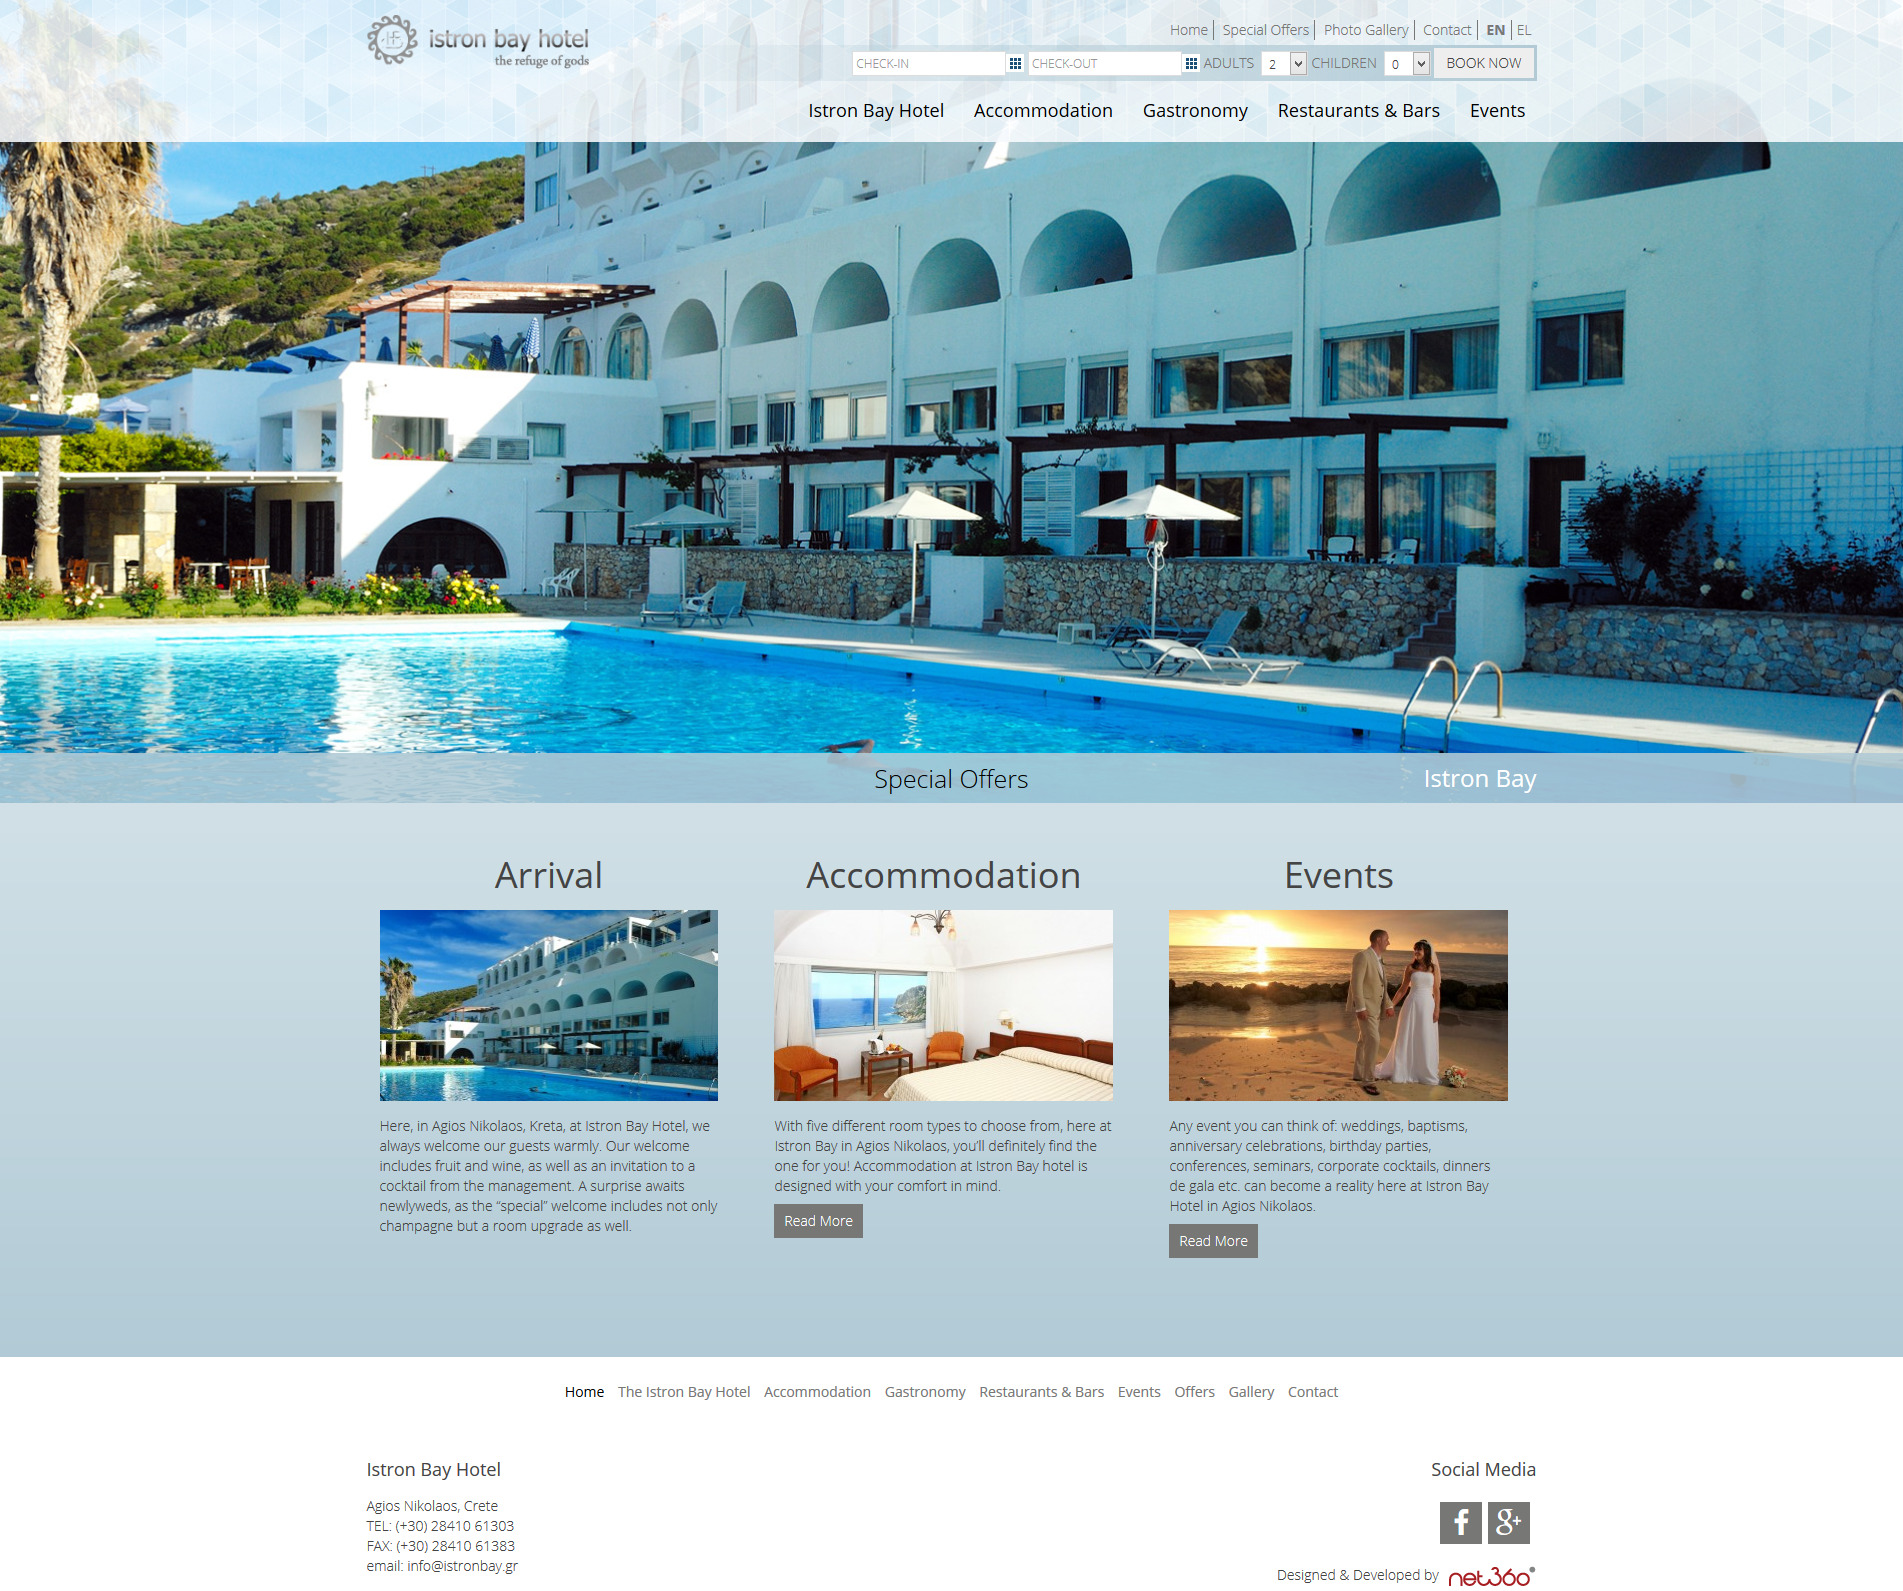 istron bay hotel
the refuge of gods
Home Special Offers Photo Gallery Contact EN EL
CHECK-IN CHECK-OUT ADULTS 2 CHILDREN 0 BOOK NOW
Istron Bay Hotel Accommodation Gastronomy Restaurants & Bars Events
Special Offers
Istron Bay
Arrival
Here, in Agios Nikolaos, Kreta, at Istron Bay Hotel, we
always welcome our guests warmly. Our welcome
includes fruit and wine, as well as an invitation to a
cocktail from the management. A surprise awaits
newlyweds, as the “special” welcome includes not only
champagne but a room upgrade as well.
Accommodation
With five different room types to choose from, here at
Istron Bay in Agios Nikolaos, you’ll definitely find the
one for you! Accommodation at Istron Bay hotel is
designed with your comfort in mind.
Read More
Events
Any event you can think of: weddings, baptisms,
anniversary celebrations, birthday parties,
conferences, seminars, corporate cocktails, dinners
de gala etc. can become a reality here at Istron Bay
Hotel in Agios Nikolaos.
Read More
Home The Istron Bay Hotel Accommodation Gastronomy Restaurants & Bars Events Offers Gallery Contact
Istron Bay Hotel
Agios Nikolaos, Crete
TEL: (+30) 28410 61303
FAX: (+30) 28410 61383
email: info@istronbay.gr
Social Media
f g+
Designed & Developed by net360°